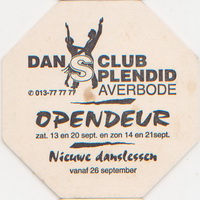 DANSCLUB
SPLENDID
✆ 013-77 77 77 AVERBODE
OPENDEUR
zat. 13 en 20 sept. en zon 14 en 21sept.
Nieuwe danslessen
vanaf 26 september